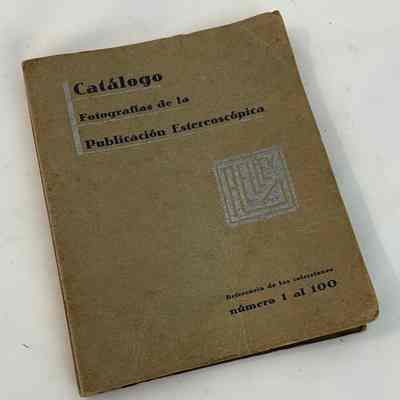 Catálogo
Fotografías de la
Publicación Estereoscópica
Referencia de las colecciones
número 1 al 100